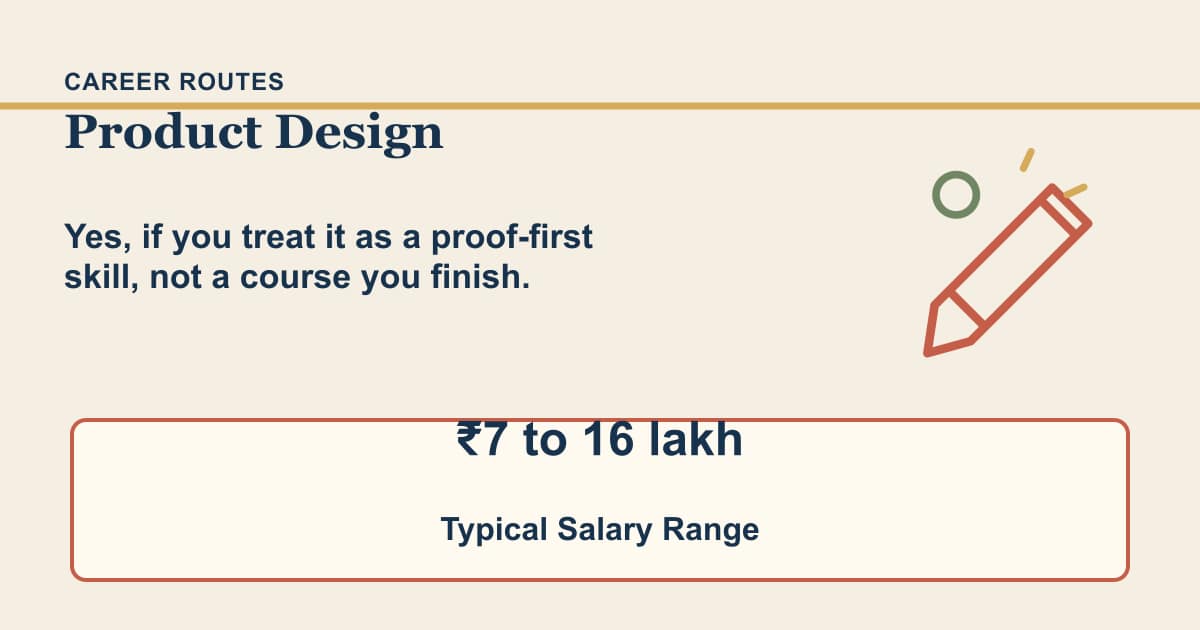 CAREER ROUTES
Product Design
Yes, if you treat it as a proof-first
skill, not a course you finish.
₹7 to 16 lakh
Typical Salary Range